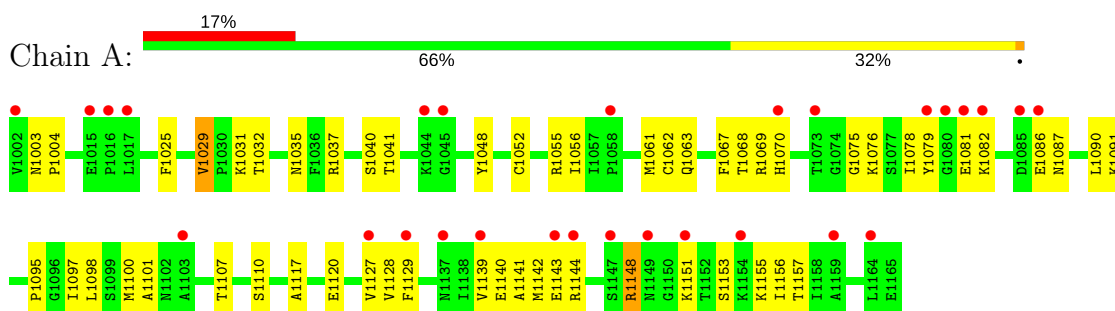 17%
Chain A:
66% 32% •
V1002 N1003 P1004 E1015 P1016 L1017 F1025 V1029 P1030 K1031 T1032 N1035 F1036 R1037 S1040 T1041 K1044 G1045 Y1048 C1052 R1055 I1056 I1057 P1058 M1061 C1062 Q1063 F1067 T1068 R1069 H1070 T1073 G1074 G1075 K1076 S1077 I1078 Y1079 G1080 E1081 K1082 D1085 E1086 N1087 L1090 K1091
P1095 G1096 I1097 L1098 S1099 M1100 A1101 N1102 A1103 T1107 S1110 A1117 E1120 V1127 V1128 F1129 N1137 I1138 V1139 E1140 A1141 M1142 E1143 R1144 S1147 R1148 N1149 G1150 K1151 T1152 S1153 K1154 K1155 I1156 T1157 I1158 A1159 L1164 E1165